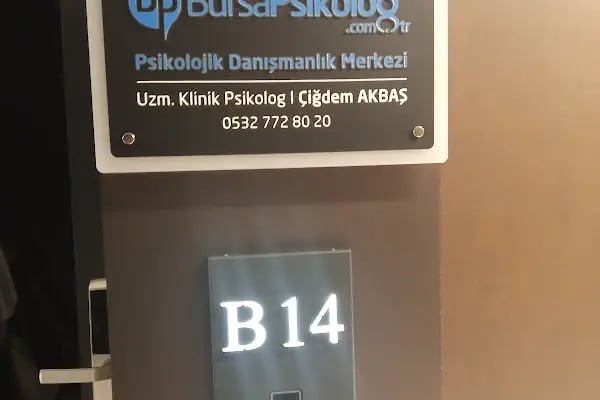 BursaPsikolog
.com.tr
Psikolojik Danışmanlık Merkezi
Uzm. Klinik Psikolog | Çiğdem AKBAŞ
0532 772 80 20
B 14